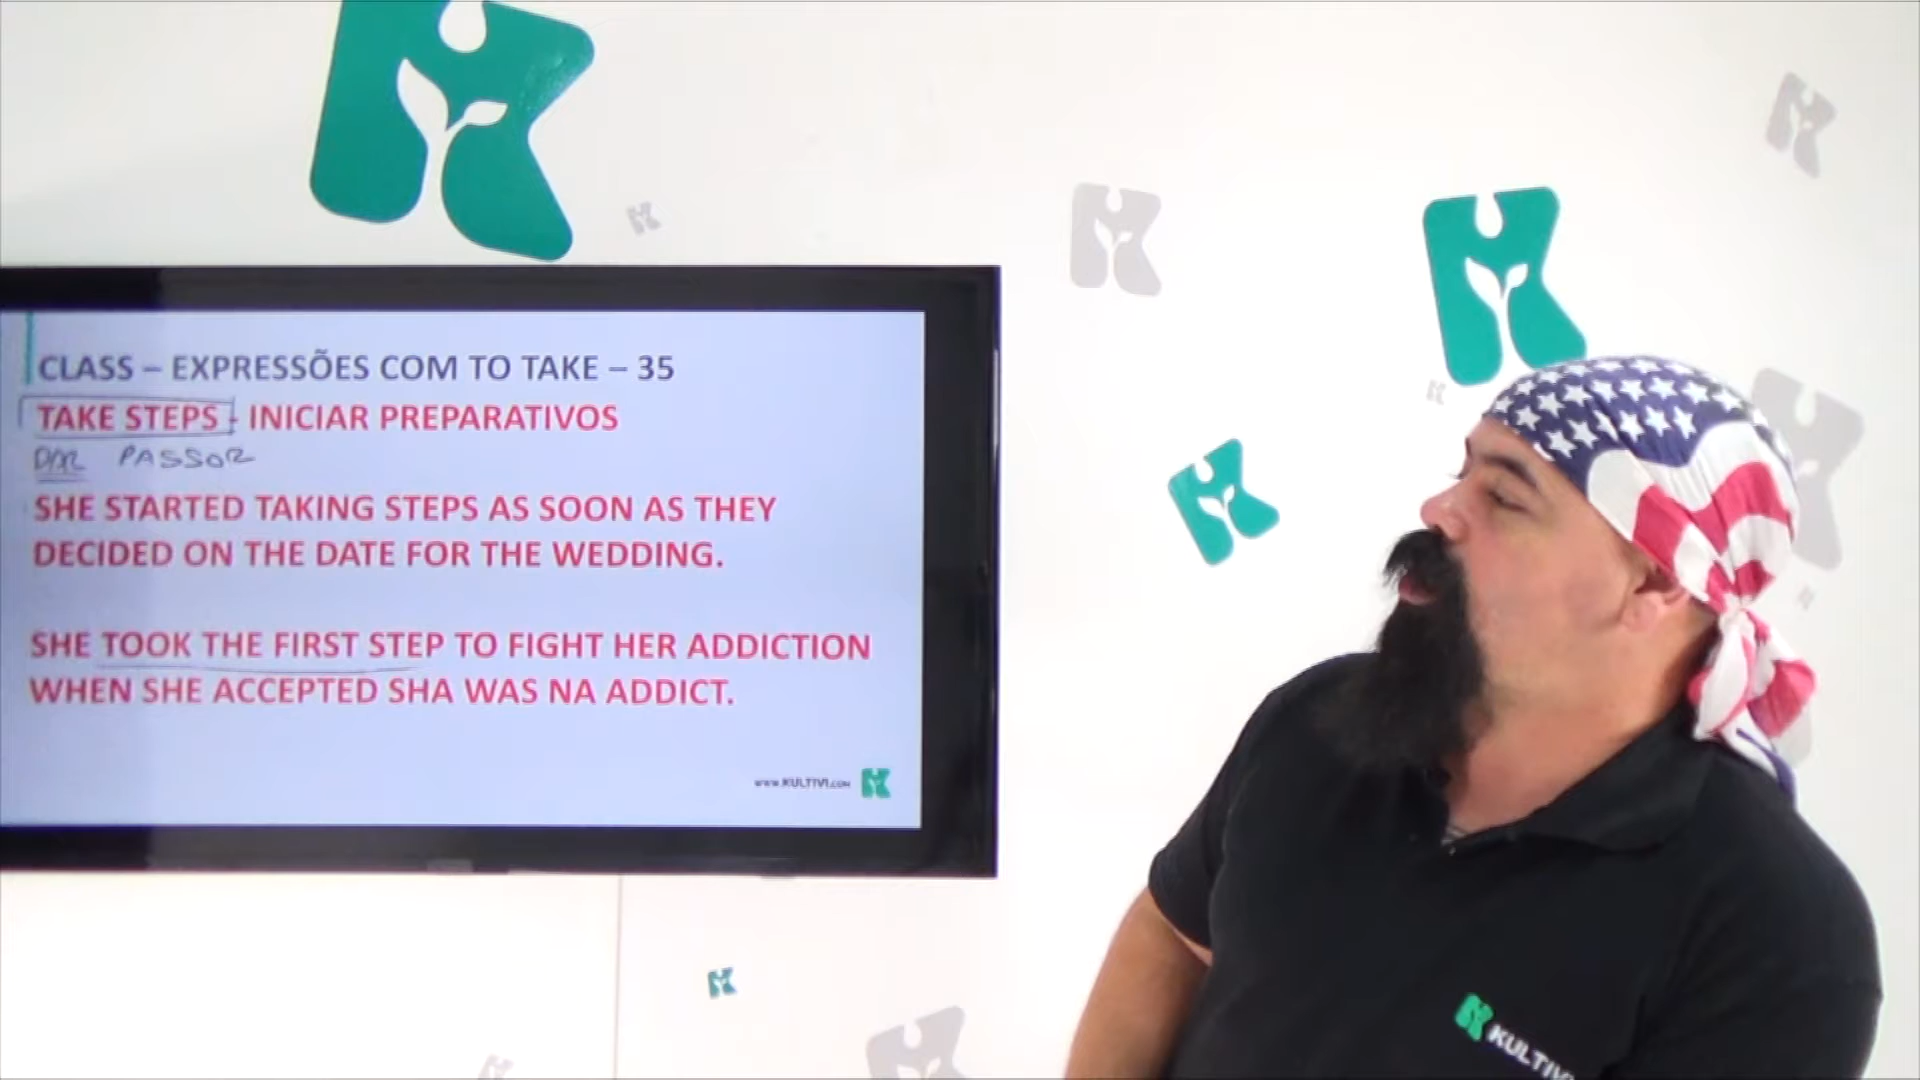 CLASS – EXPRESSÕES COM TO TAKE – 35
TAKE STEPS - INICIAR PREPARATIVOS
DAR PASSOR
SHE STARTED TAKING STEPS AS SOON AS THEY
DECIDED ON THE DATE FOR THE WEDDING.
SHE TOOK THE FIRST STEP TO FIGHT HER ADDICTION
WHEN SHE ACCEPTED SHA WAS NA ADDICT.
WWW.KULTIVI.COM
KULTIVI